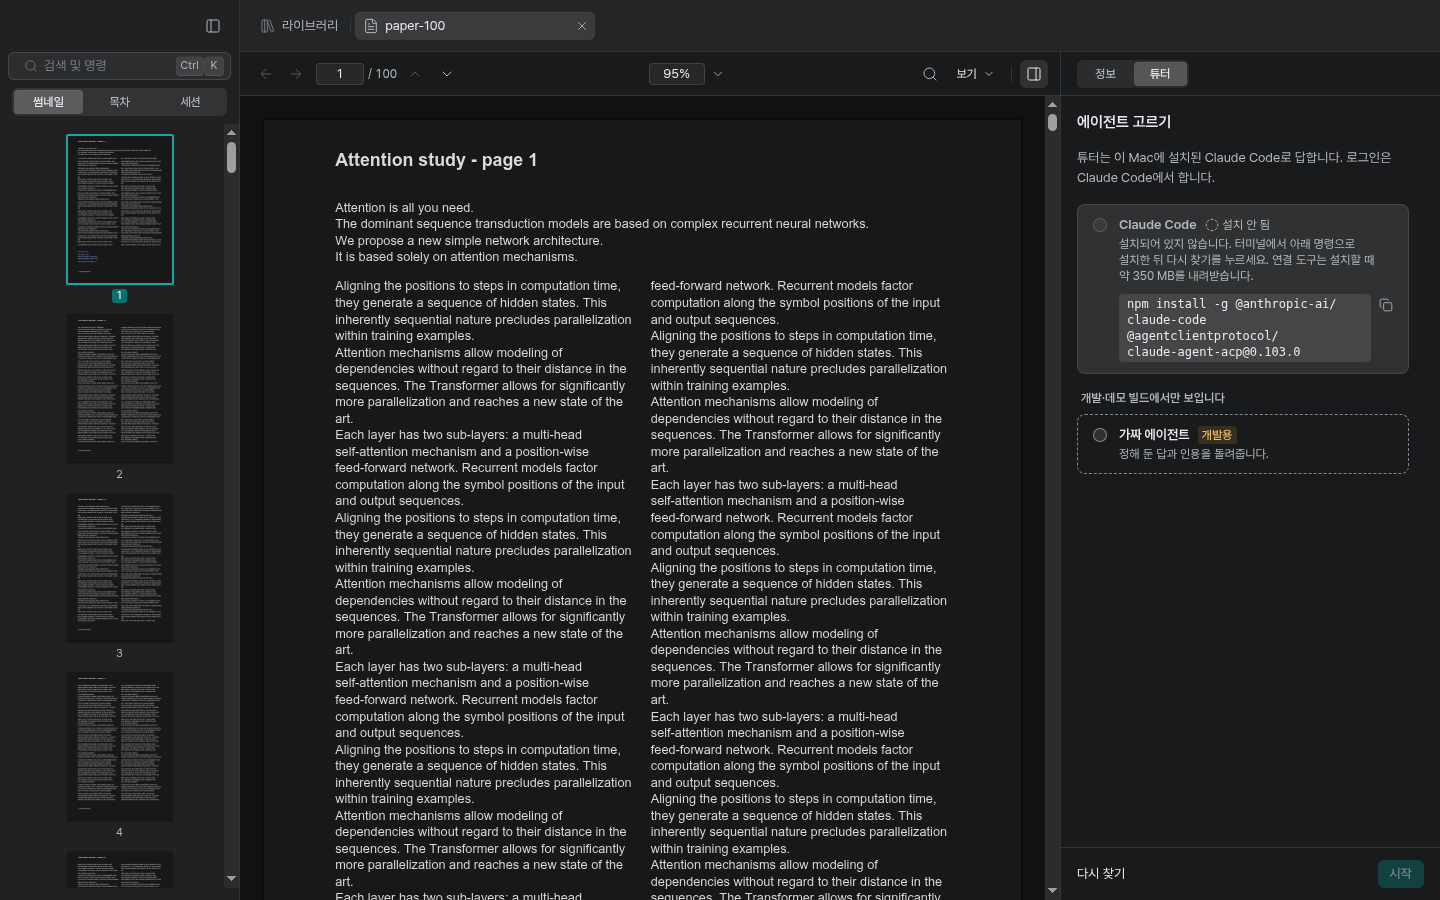 라이브러리
paper-100
검색 및 명령
Ctrl
K
1
/ 100
95%
보기
정보
튜터
썸네일
목차
세션
1
2
3
4
Attention study - page 1
Attention is all you need.
The dominant sequence transduction models are based on complex recurrent neural networks.
We propose a new simple network architecture.
It is based solely on attention mechanisms.
Aligning the positions to steps in computation time,
they generate a sequence of hidden states. This
inherently sequential nature precludes parallelization
within training examples.
Attention mechanisms allow modeling of
dependencies without regard to their distance in the
sequences. The Transformer allows for significantly
more parallelization and reaches a new state of the
art.
Each layer has two sub-layers: a multi-head
self-attention mechanism and a position-wise
feed-forward network. Recurrent models factor
computation along the symbol positions of the input
and output sequences.
Aligning the positions to steps in computation time,
they generate a sequence of hidden states. This
inherently sequential nature precludes parallelization
within training examples.
Attention mechanisms allow modeling of
dependencies without regard to their distance in the
sequences. The Transformer allows for significantly
more parallelization and reaches a new state of the
art.
Each layer has two sub-layers: a multi-head
self-attention mechanism and a position-wise
feed-forward network. Recurrent models factor
computation along the symbol positions of the input
and output sequences.
Aligning the positions to steps in computation time,
they generate a sequence of hidden states. This
inherently sequential nature precludes parallelization
within training examples.
Attention mechanisms allow modeling of
dependencies without regard to their distance in the
sequences. The Transformer allows for significantly
more parallelization and reaches a new state of the
art.
Each layer has two sub-layers: a multi-head
feed-forward network. Recurrent models factor
computation along the symbol positions of the input
and output sequences.
Aligning the positions to steps in computation time,
they generate a sequence of hidden states. This
inherently sequential nature precludes parallelization
within training examples.
Attention mechanisms allow modeling of
dependencies without regard to their distance in the
sequences. The Transformer allows for significantly
more parallelization and reaches a new state of the
art.
Each layer has two sub-layers: a multi-head
self-attention mechanism and a position-wise
feed-forward network. Recurrent models factor
computation along the symbol positions of the input
and output sequences.
Aligning the positions to steps in computation time,
they generate a sequence of hidden states. This
inherently sequential nature precludes parallelization
within training examples.
Attention mechanisms allow modeling of
dependencies without regard to their distance in the
sequences. The Transformer allows for significantly
more parallelization and reaches a new state of the
art.
Each layer has two sub-layers: a multi-head
self-attention mechanism and a position-wise
feed-forward network. Recurrent models factor
computation along the symbol positions of the input
and output sequences.
Aligning the positions to steps in computation time,
they generate a sequence of hidden states. This
inherently sequential nature precludes parallelization
within training examples.
Attention mechanisms allow modeling of
dependencies without regard to their distance in the
sequences. The Transformer allows for significantly
에이전트 고르기
튜터는 이 Mac에 설치된 Claude Code로 답합니다. 로그인은
Claude Code에서 합니다.
Claude Code 설치 안 됨
설치되어 있지 않습니다. 터미널에서 아래 명령으로
설치한 뒤 다시 찾기를 누르세요. 연결 도구는 설치할 때
약 350 MB를 내려받습니다.
npm install -g @anthropic-ai/
claude-code
@agentclientprotocol/
claude-agent-acp@0.103.0
개발·데모 빌드에서만 보입니다
가짜 에이전트 개발용
정해 둔 답과 인용을 돌려줍니다.
다시 찾기
시작